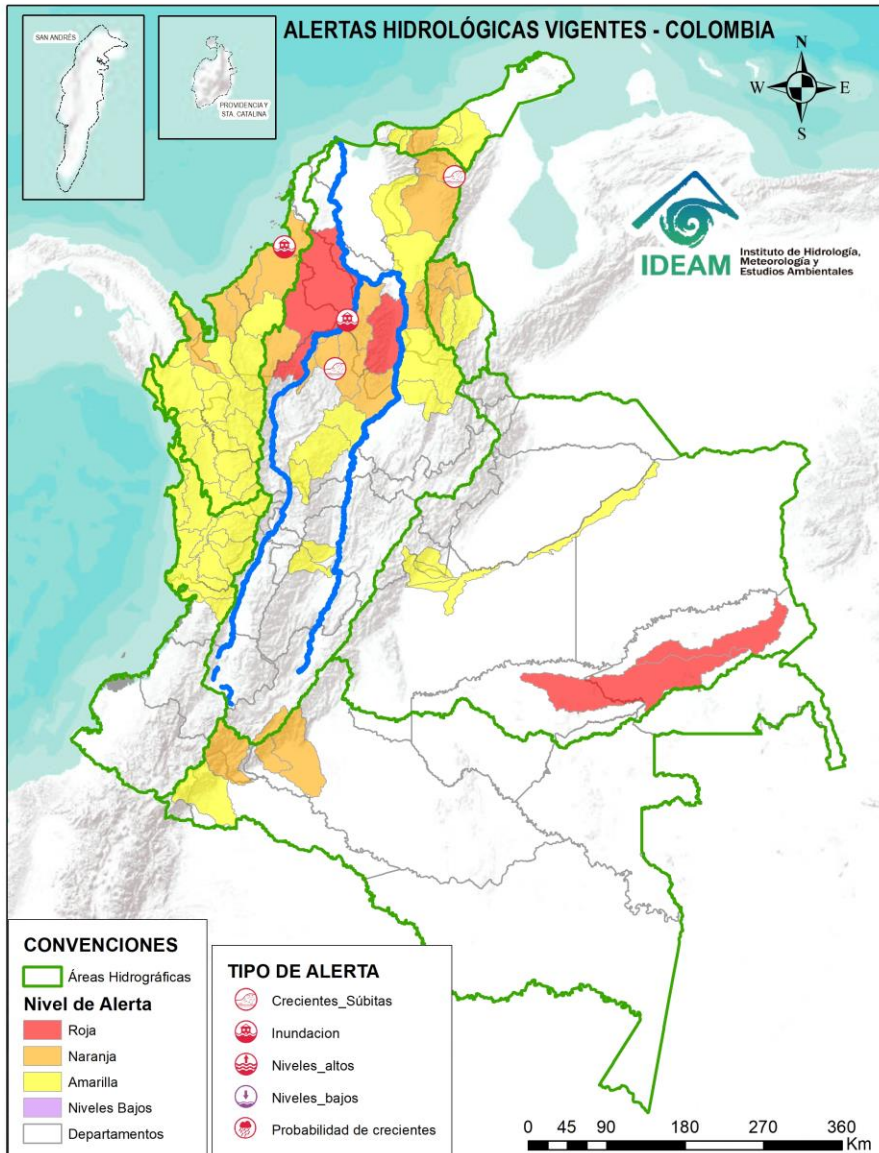 ALERTAS HIDROLÓGICAS VIGENTES - COLOMBIA
SAN ANDRÉS
PROVIDENCIA Y
STA. CATALINA
N
W
E
S
IDEAM
Instituto de Hidrología,
Meteorología y
Estudios Ambientales
CONVENCIONES
Áreas Hidrográficas
Nivel de Alerta
Roja
Naranja
Amarilla
Niveles Bajos
Departamentos
TIPO DE ALERTA
Crecientes_Súbitas
Inundacion
Niveles_altos
Niveles_bajos
Probabilidad de crecientes
0 45 90 180 270 360
Km